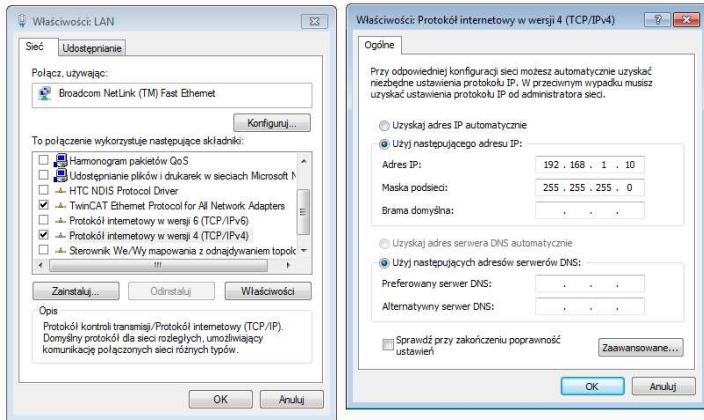 Właściwości: LAN
Sieć
Udostępnianie
Połącz, używając:
Broadcom NetLink (TM) Fast Ethernet
Konfiguruj...
To połączenie wykorzystuje następujące składniki:
Harmonogram pakietów QoS
Udostępnianie plików i drukarek w sieciach Microsoft N
HTC NDIS Protocol Driver
TwinCAT Ethernet Protocol for All Network Adapters
Protokół internetowy w wersji 6 (TCP/IPv6)
Protokół internetowy w wersji 4 (TCP/IPv4)
Sterownik We/Wy mapowania z odnajdywaniem topolo
Zainstaluj...
Odinstaluj
Właściwości
Opis
Protokół kontroli transmisji/Protokół internetowy (TCP/IP).
Domyślny protokół dla sieci rozległych, umożliwiający
komunikację połączonych sieci różnych typów.
OK
Anuluj
Właściwości: Protokół internetowy w wersji 4 (TCP/IPv4)
Ogólne
Przy odpowiedniej konfiguracji sieci możesz automatycznie uzyskać
niezbędne ustawienia protokołu IP. W przeciwnym wypadku musisz
uzyskać ustawienia protokołu IP od administratora sieci.
Uzyskaj adres IP automatycznie
Użyj następującego adresu IP:
Adres IP: 192 . 168 . 1 . 10
Maska podsieci: 255 . 255 . 255 . 0
Brama domyślna: . . .
Uzyskaj adres serwera DNS automatycznie
Użyj następujących adresów serwerów DNS:
Preferowany serwer DNS: . . .
Alternatywny serwer DNS: . . .
Sprawdź przy zakończeniu poprawność
ustawień
Zaawansowane...
OK
Anuluj